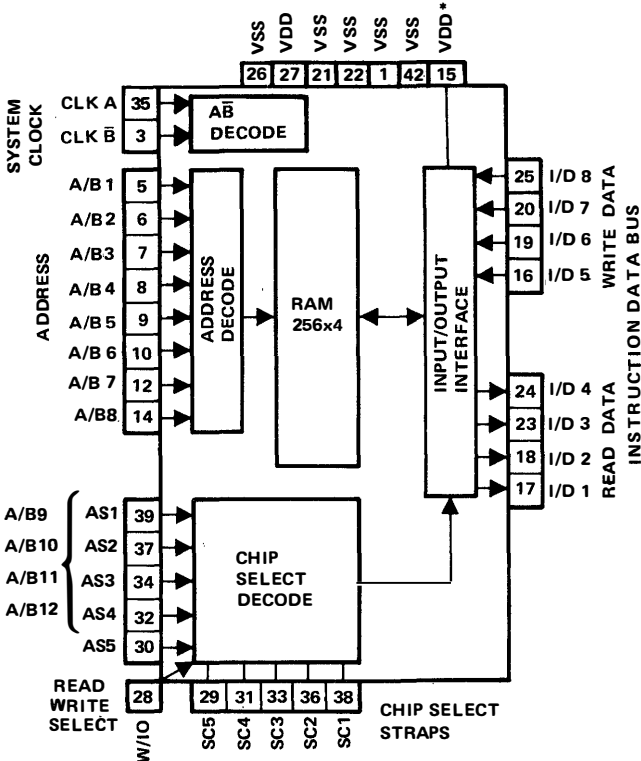 VSS VDD VSS VSS VSS VSS VDD*
26 27 21 22 1 42 15
SYSTEM CLOCK
CLK A 35
CLK B̅ 3
AB̅ DECODE
ADDRESS
A/B 1 5
A/B 2 6
A/B3 7
A/B 4 8
A/B 5 9
A/B 6 10
A/B 7 12
A/B8 14
ADDRESS DECODE
RAM
256x4
INPUT/OUTPUT INTERFACE
25 I/D 8
20 I/D 7
19 I/D 6
16 I/D 5
WRITE DATA
24 I/D 4
23 I/D 3
18 I/D 2
17 I/D 1
READ DATA
INSTRUCTION DATA BUS
A/B9 AS1 39
A/B10 AS2 37
A/B11 AS3 34
A/B12 AS4 32
AS5 30
CHIP
SELECT
DECODE
READ
WRITE
SELECT
28
W/IO
29 31 33 36 38
SC5 SC4 SC3 SC2 SC1
CHIP SELECT
STRAPS